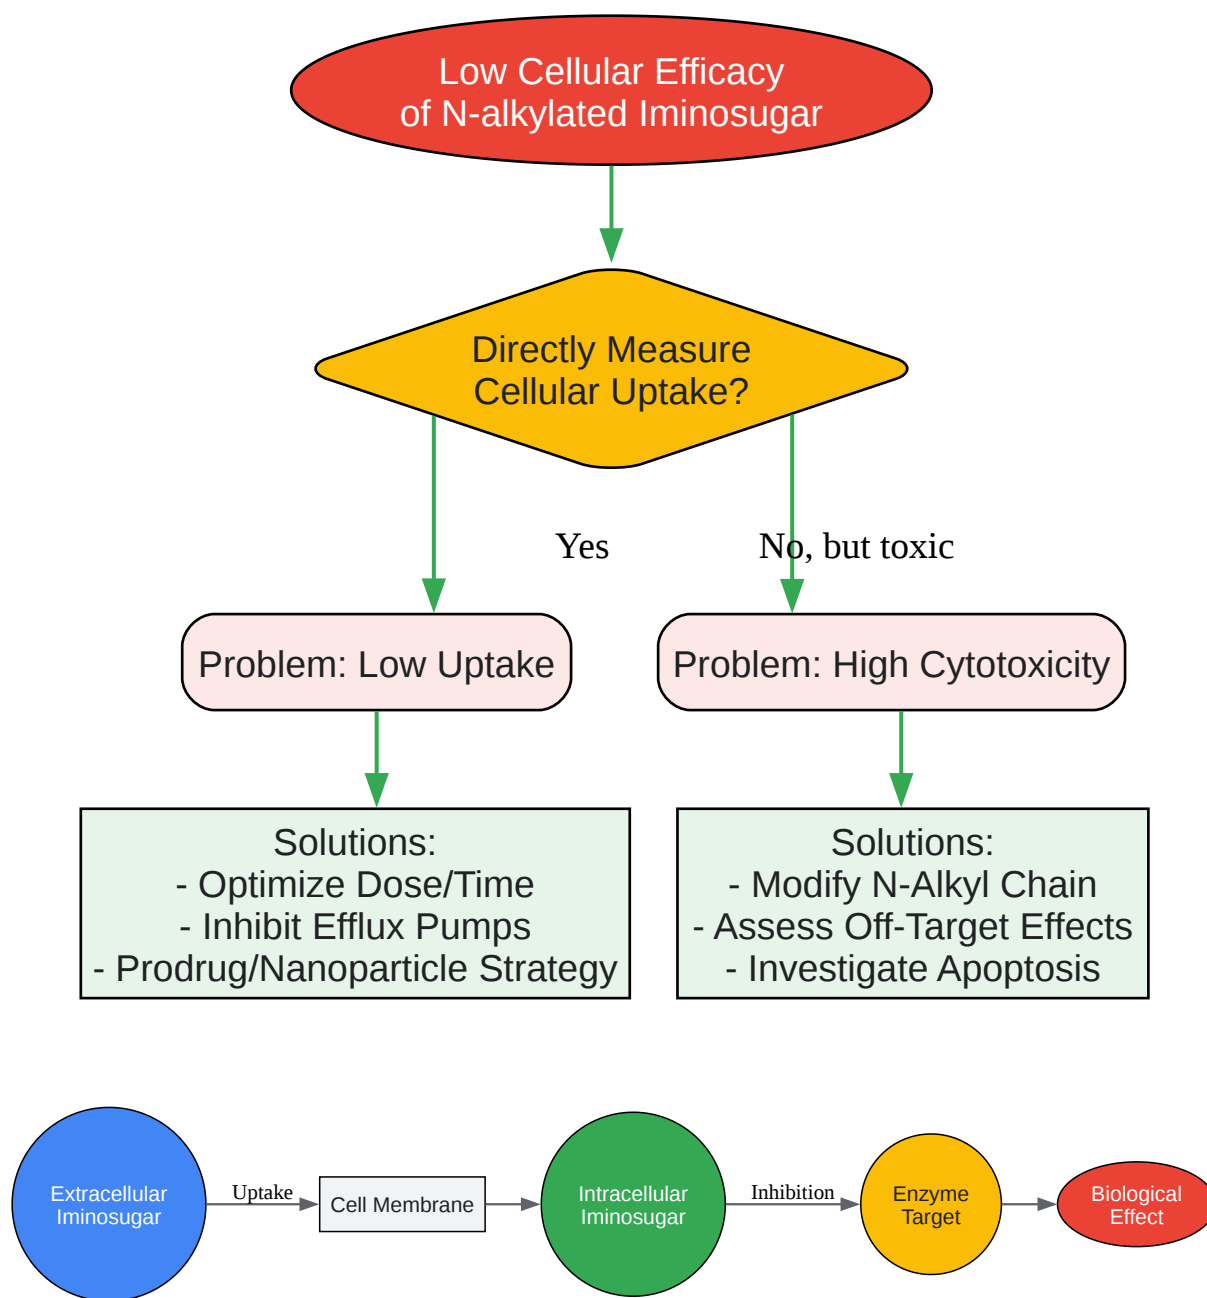 Low Cellular Efficacy
of N-alkylated Iminosugar
Directly Measure
Cellular Uptake?
Yes
No, but toxic
Problem: Low Uptake
Problem: High Cytotoxicity
Solutions:
- Optimize Dose/Time
- Inhibit Efflux Pumps
- Prodrug/Nanoparticle Strategy
Solutions:
- Modify N-Alkyl Chain
- Assess Off-Target Effects
- Investigate Apoptosis
Extracellular
Iminosugar
Uptake
Cell Membrane
Intracellular
Iminosugar
Inhibition
Enzyme
Target
Biological
Effect